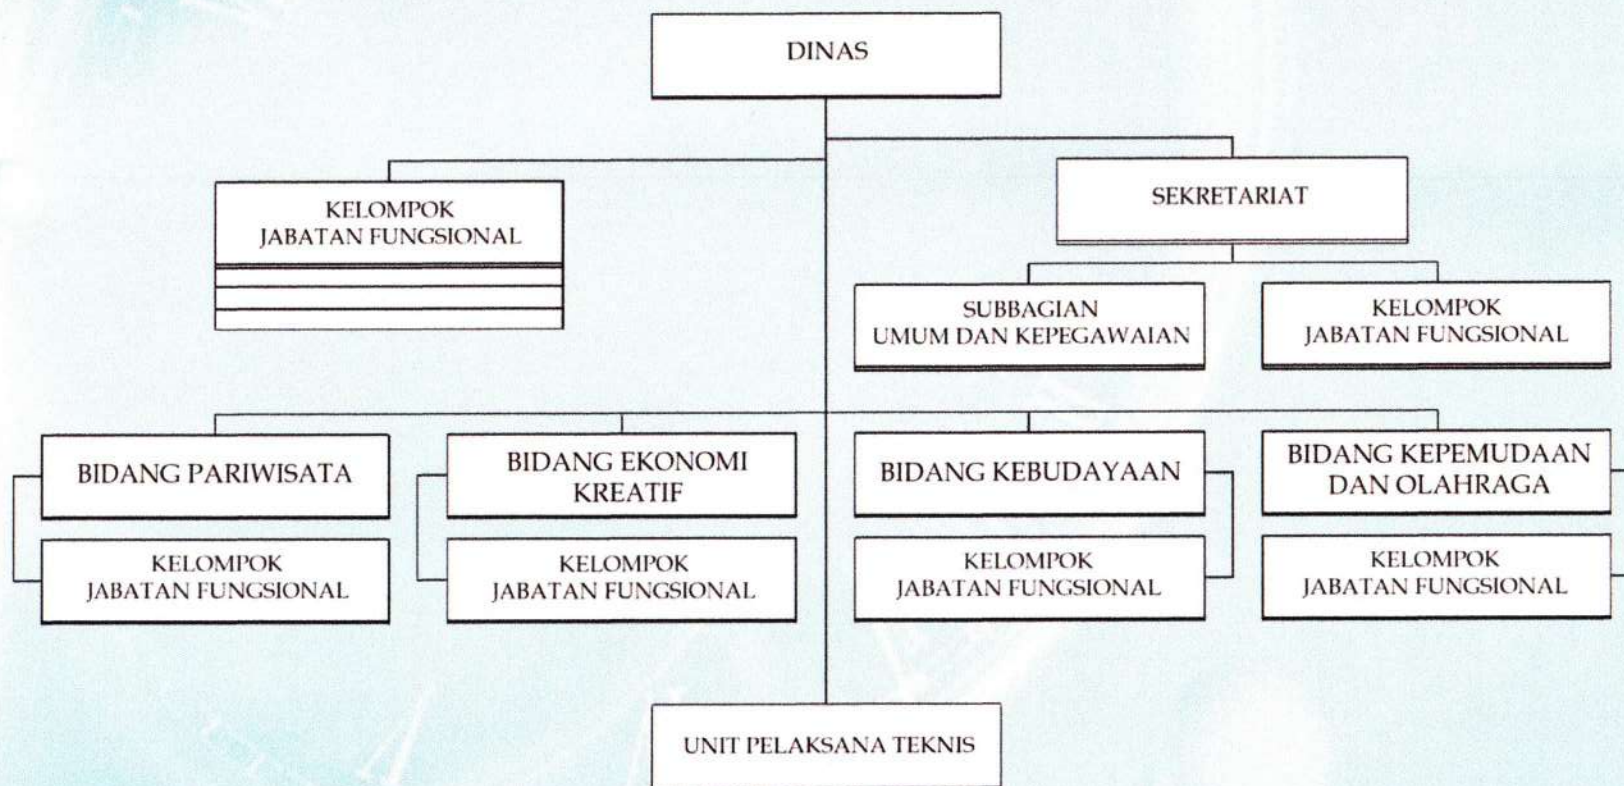 DINAS
KELOMPOK
JABATAN FUNGSIONAL
SEKRETARIAT
SUBBAGIAN
UMUM DAN KEPEGAWAIAN
KELOMPOK
JABATAN FUNGSIONAL
BIDANG PARIWISATA
BIDANG EKONOMI
KREATIF
BIDANG KEBUDAYAAN
BIDANG KEPEMUDAAN
DAN OLAHRAGA
KELOMPOK
JABATAN FUNGSIONAL
KELOMPOK
JABATAN FUNGSIONAL
KELOMPOK
JABATAN FUNGSIONAL
KELOMPOK
JABATAN FUNGSIONAL
UNIT PELAKSANA TEKNIS